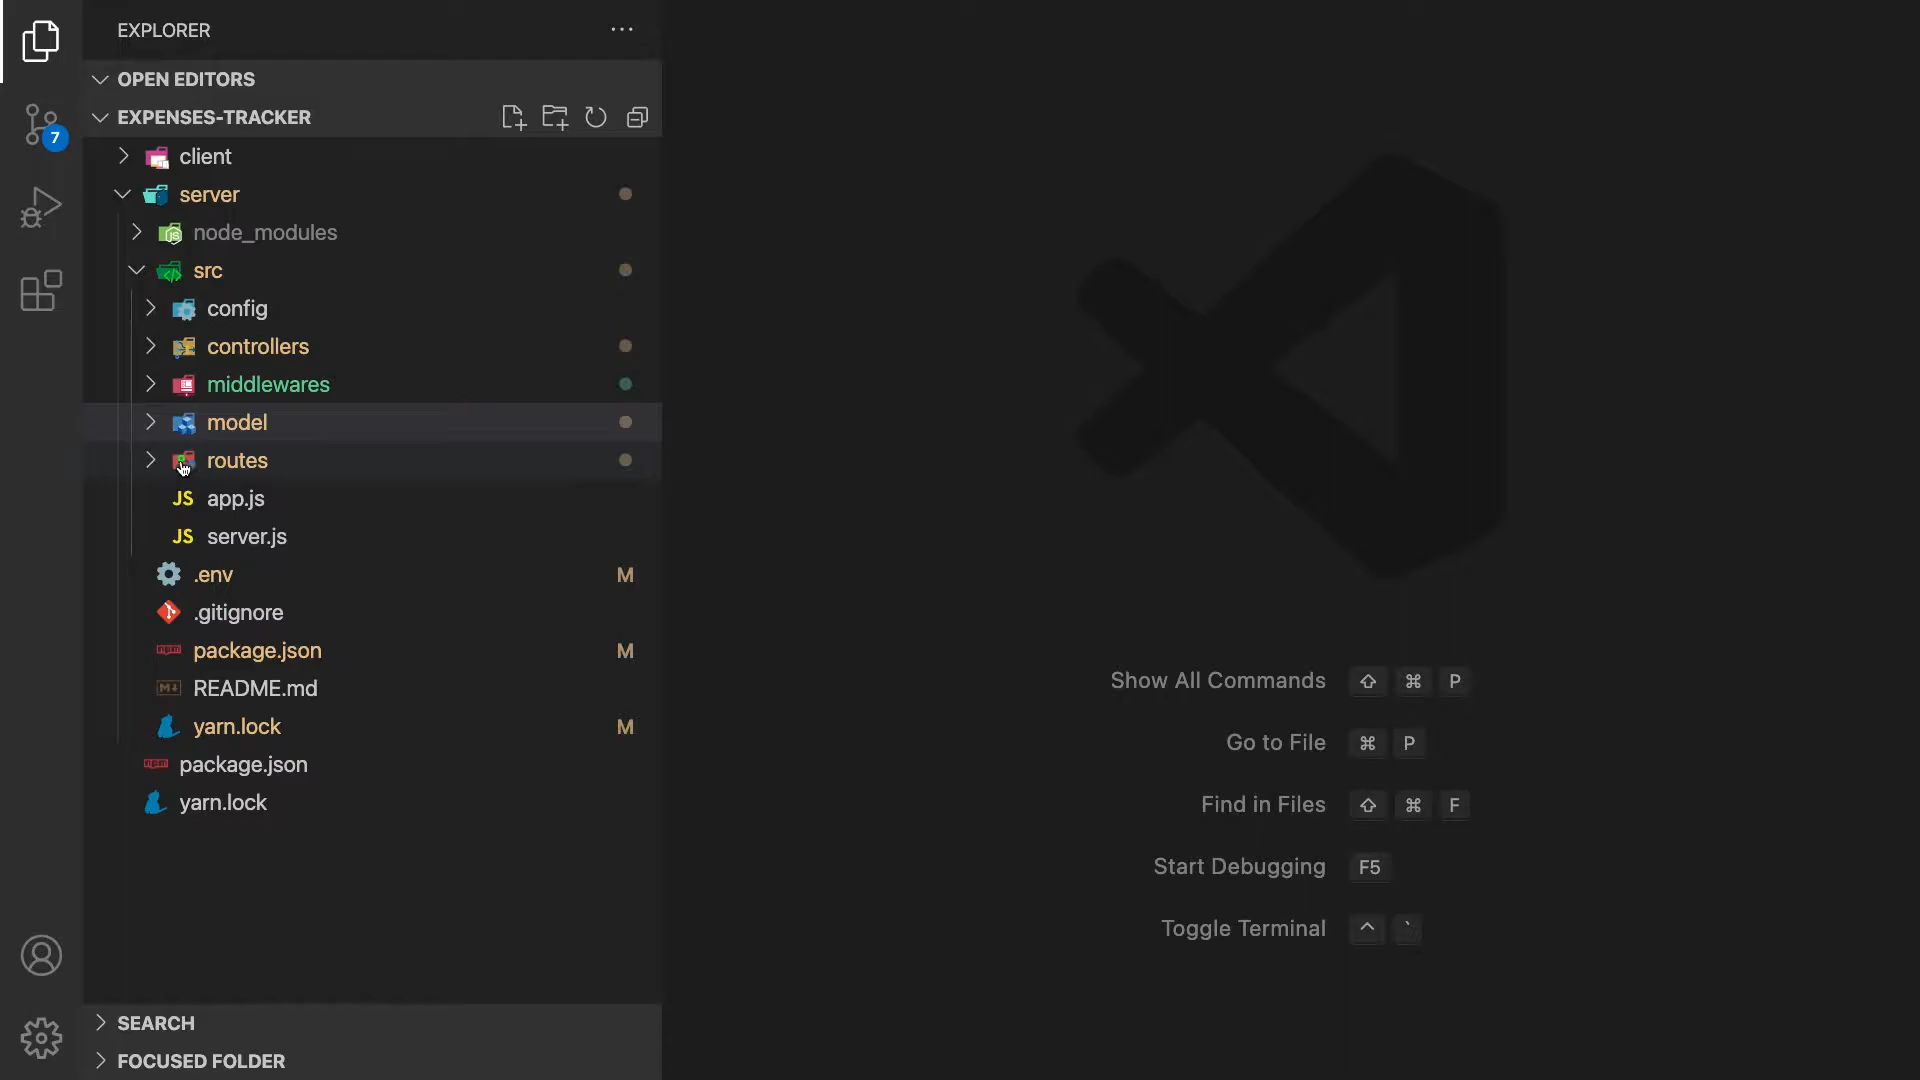 EXPLORER
OPEN EDITORS
EXPENSES-TRACKER
7
client
server
node_modules
src
config
controllers
middlewares
model
routes
JS app.js
JS server.js
.env M
.gitignore
package.json M
README.md
yarn.lock M
package.json
yarn.lock
SEARCH
FOCUSED FOLDER
Show All Commands ⇧ ⌘ P
Go to File ⌘ P
Find in Files ⇧ ⌘ F
Start Debugging F5
Toggle Terminal ^ `